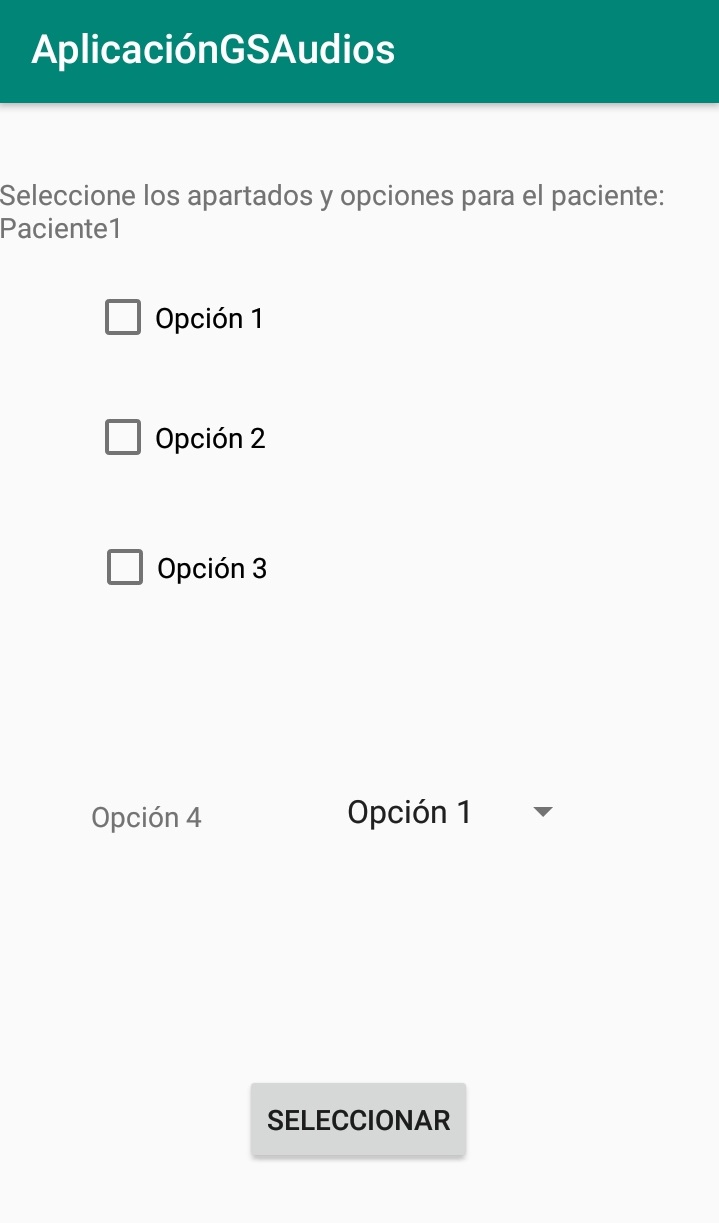 AplicaciónGSAudios
Seleccione los apartados y opciones para el paciente:
Paciente1
Opción 1
Opción 2
Opción 3
Opción 4 Opción 1
SELECCIONAR